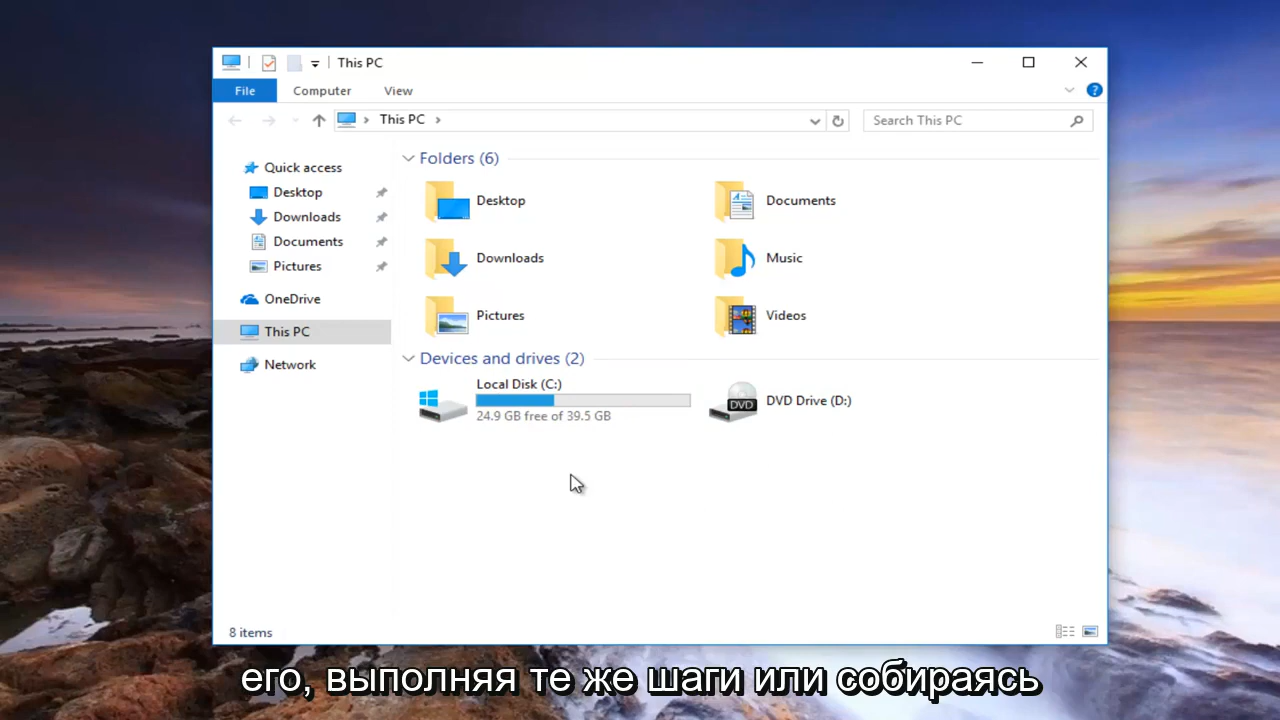 This PC
File Computer View
This PC
Search This PC
Quick access
Desktop
Downloads
Documents
Pictures
OneDrive
This PC
Network
Folders (6)
Desktop
Documents
Downloads
Music
Pictures
Videos
Devices and drives (2)
Local Disk (C:)
24.9 GB free of 39.5 GB
DVD
DVD Drive (D:)
8 items
его, выполняя те же шаги или собираясь